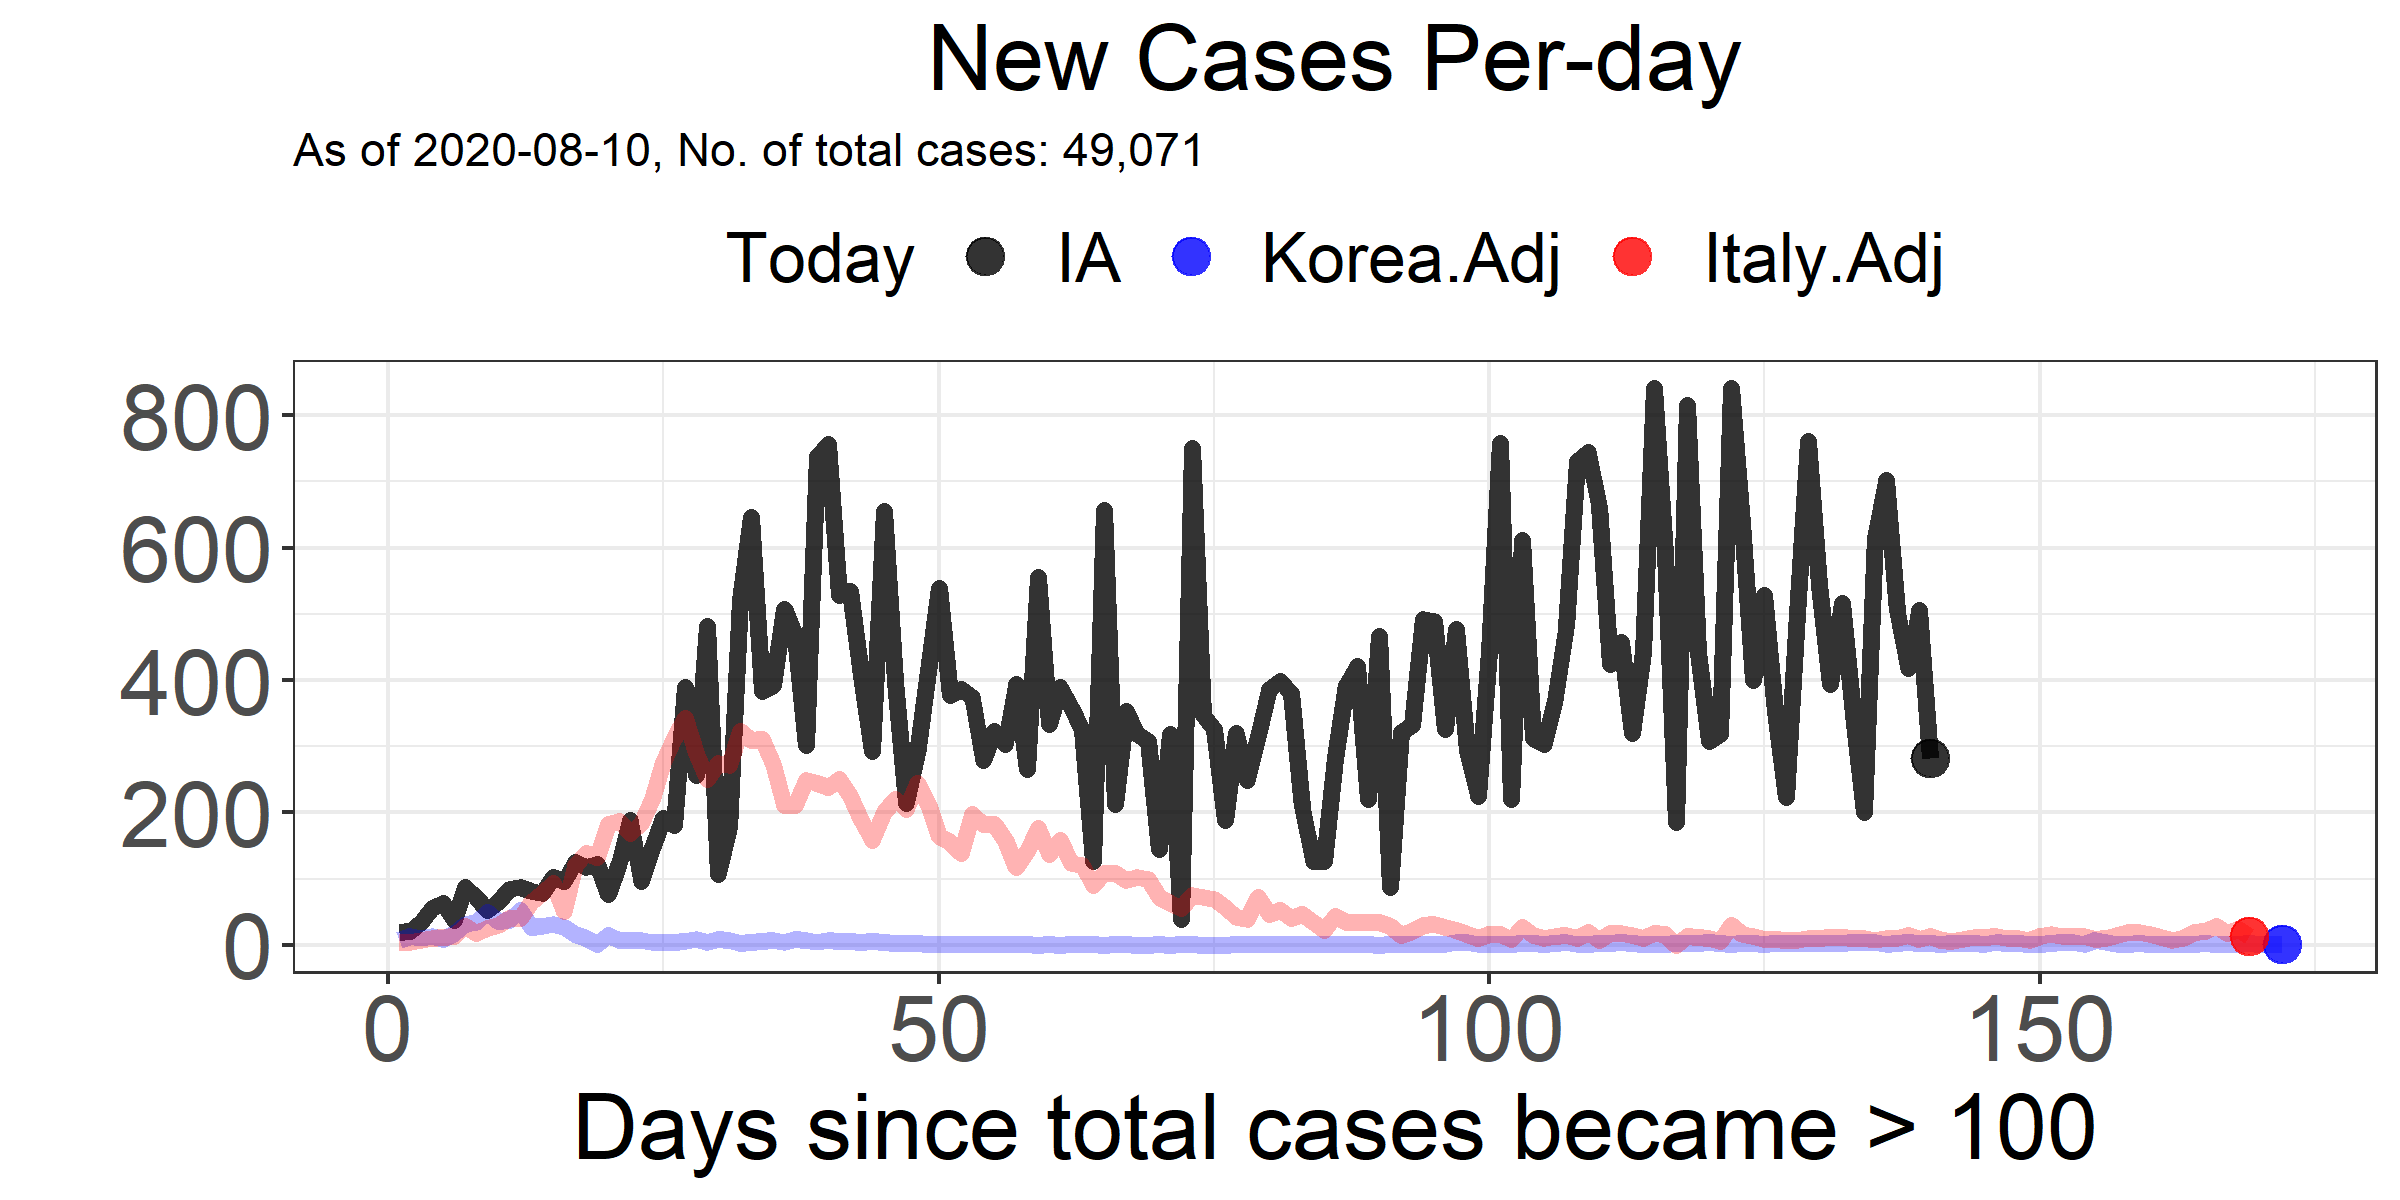 New Cases Per-day
As of 2020-08-10, No. of total cases: 49,071
Today IA Korea.Adj Italy.Adj
800
600
400
200
0
0 50 100 150
Days since total cases became > 100